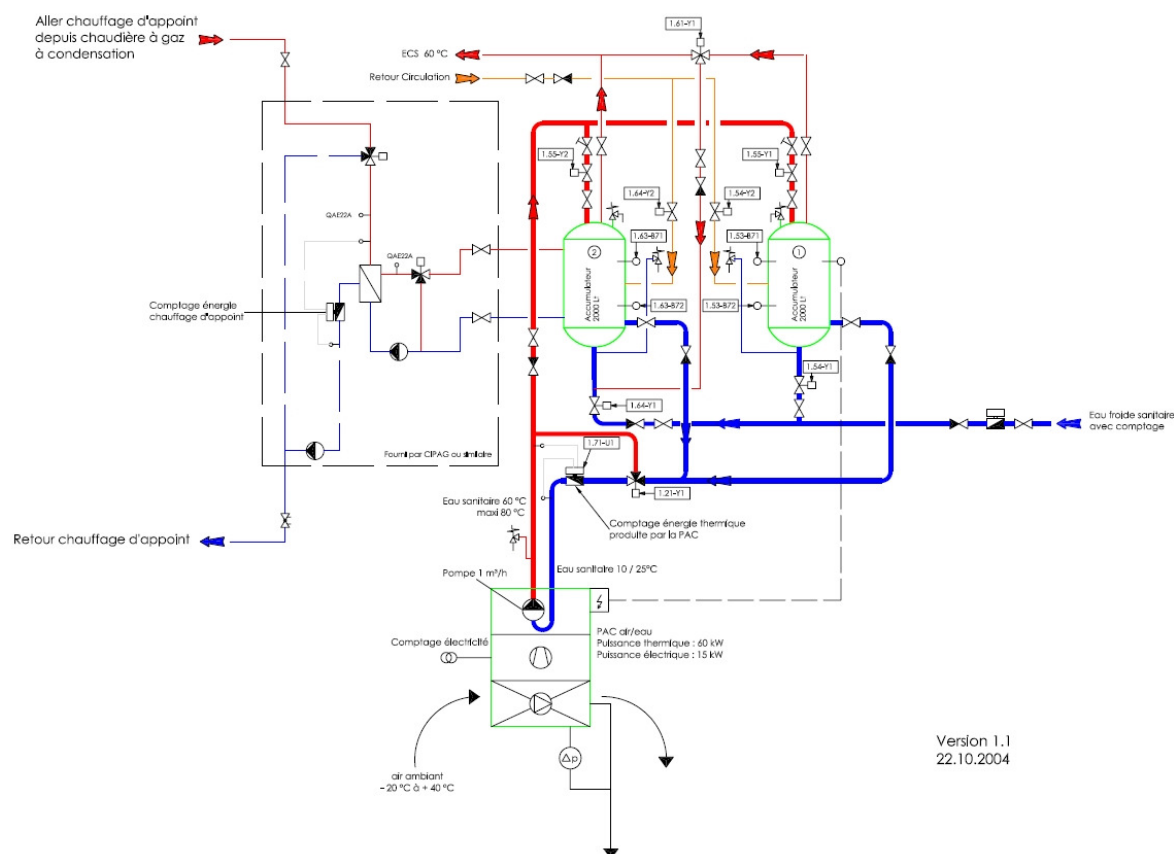 Aller chauffage d'appoint
depuis chaudière à gaz
à condensation
1.61-Y1
ECS 60 °C
Retour Circulation
1.55-Y2
1.55-Y1
1.64-Y2
1.54-Y2
QAE22A
QAE22A
1.63-B71
1.53-B71
2
Accumulateur
2000 Lt
1
Accumulateur
2000 Lt
1.63-B72
1.53-B72
Comptage énergie
chauffage d'appoint
1.54-Y1
1.64-Y1
Eau froide sanitaire
avec comptage
Fourni par CIPAG ou similaire
1.71-U1
1.21-Y1
Eau sanitaire 60 °C
maxi 80 °C
Comptage énergie thermique
produite par la PAC
Retour chauffage d'appoint
Eau sanitaire 10 / 25°C
Pompe 1 m³/h
PAC air/eau
Puissance thermique : 60 kW
Puissance électrique : 15 kW
Comptage électricité
Δp
air ambiant
- 20 °C à + 40 °C
Version 1.1
22.10.2004